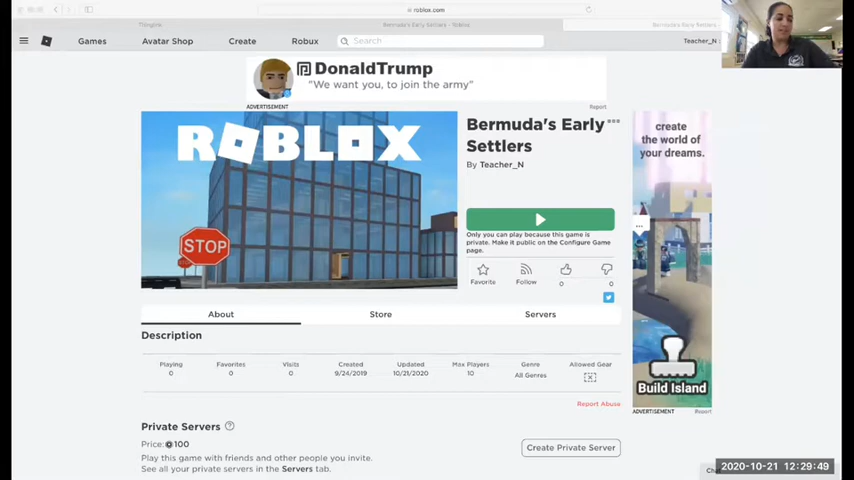 roblox.com
Bermuda's Early Settlers - Roblox
Games
Avatar Shop
Create
Robux
Search
Teacher_N
DonaldTrump
"We want you, to join the army"
ADVERTISEMENT
Report
ROBLOX
STOP
Bermuda's Early
Settlers
By Teacher_N
Only you can play because this game is
private. Make it public on the Configure Game
page.
Favorite
Follow
0
0
create
the world of
your dreams.
Build Island
ADVERTISEMENT
Report
About
Store
Servers
Description
Playing
0
Favorites
0
Visits
0
Created
9/24/2019
Updated
10/21/2020
Max Players
10
Genre
All Genres
Allowed Gear
Report Abuse
Private Servers
Price: 100
Play this game with friends and other people you invite.
See all your private servers in the Servers tab.
Create Private Server
2020-10-21 12:29:49